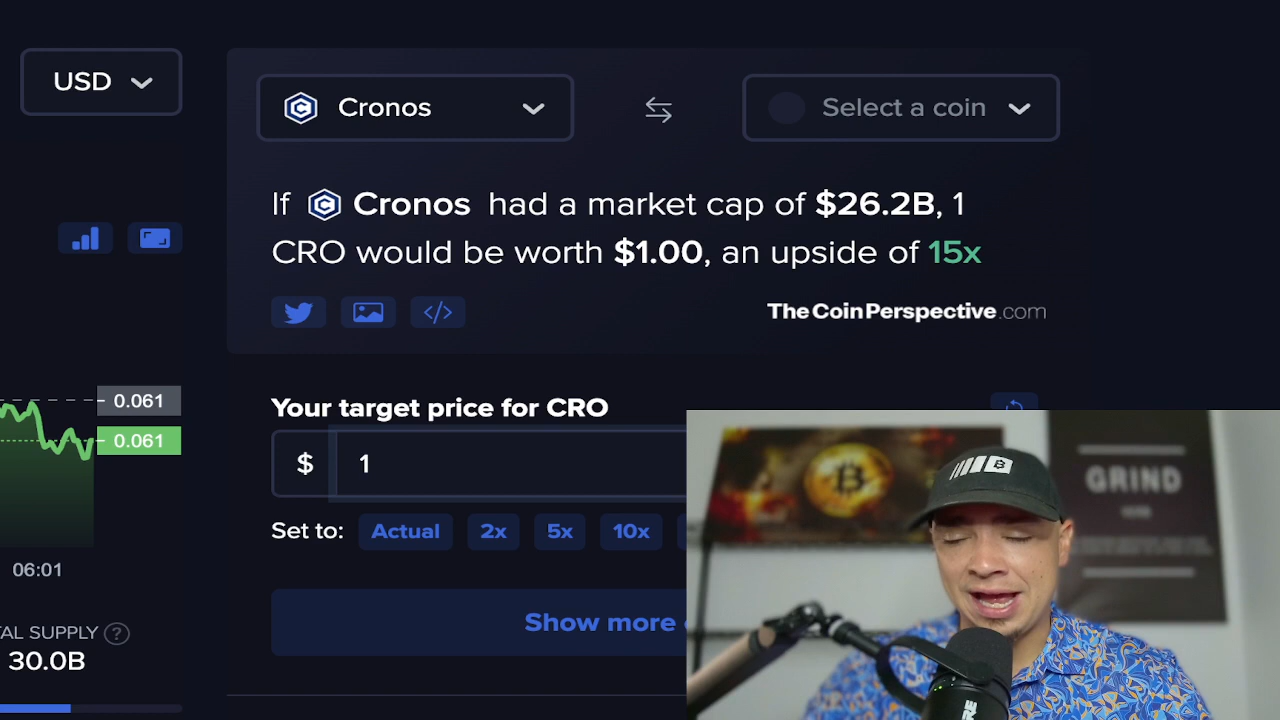 USD
Cronos
Select a coin
If Cronos had a market cap of $26.2B, 1
CRO would be worth $1.00, an upside of 15x
TheCoinPerspective.com
0.061
0.061
Your target price for CRO
$ 1
Set to: Actual 2x 5x 10x
06:01
Show more
TAL SUPPLY ?
30.0B
GRIND